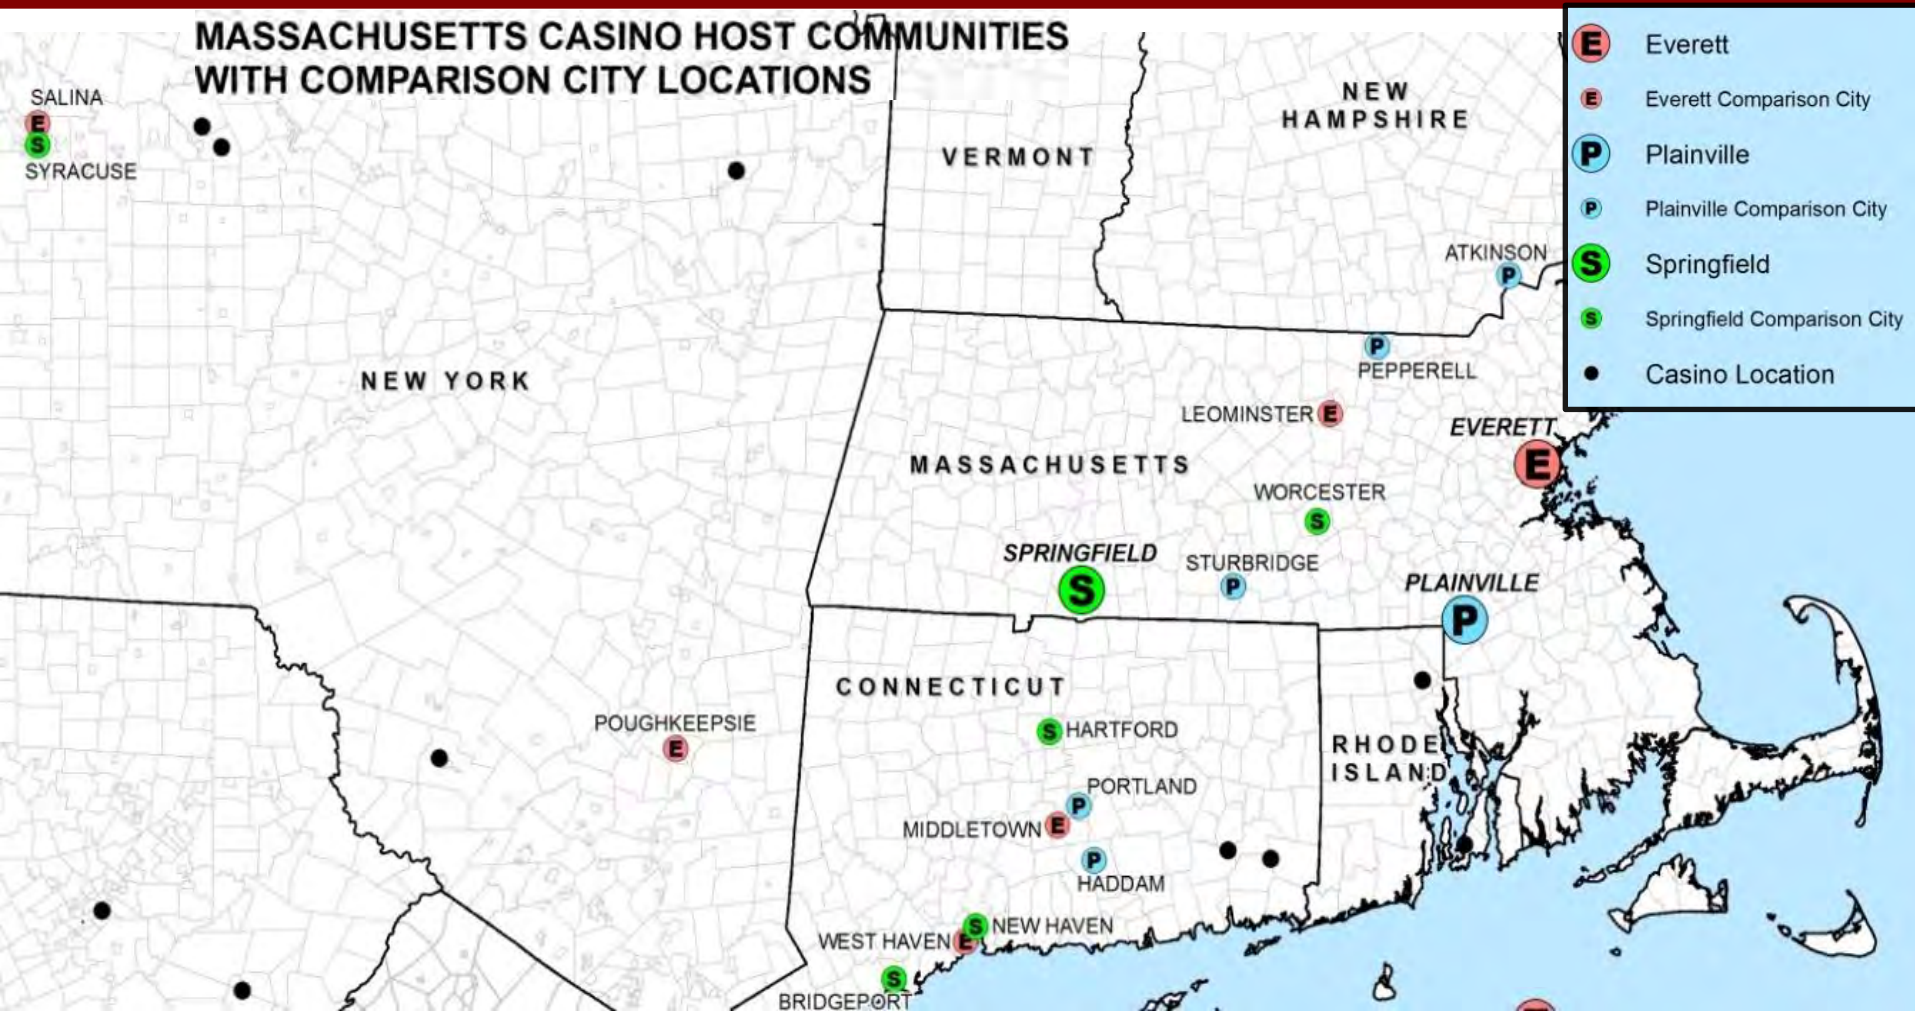 MASSACHUSETTS CASINO HOST COMMUNITIES
WITH COMPARISON CITY LOCATIONS
E Everett
E Everett Comparison City
P Plainville
P Plainville Comparison City
S Springfield
S Springfield Comparison City
Casino Location
SALINA
E
S
SYRACUSE
NEW
HAMPSHIRE
VERMONT
ATKINSON
P
NEW YORK
P
PEPPERELL
LEOMINSTER E
EVERETT
E
MASSACHUSETTS
WORCESTER
S
SPRINGFIELD
S
STURBRIDGE
P
PLAINVILLE
P
CONNECTICUT
POUGHKEEPSIE
E
S HARTFORD
RHODE
ISLAND
PORTLAND
P
MIDDLETOWN E
P
HADDAM
S NEW HAVEN
WEST HAVEN E
S
BRIDGEPORT